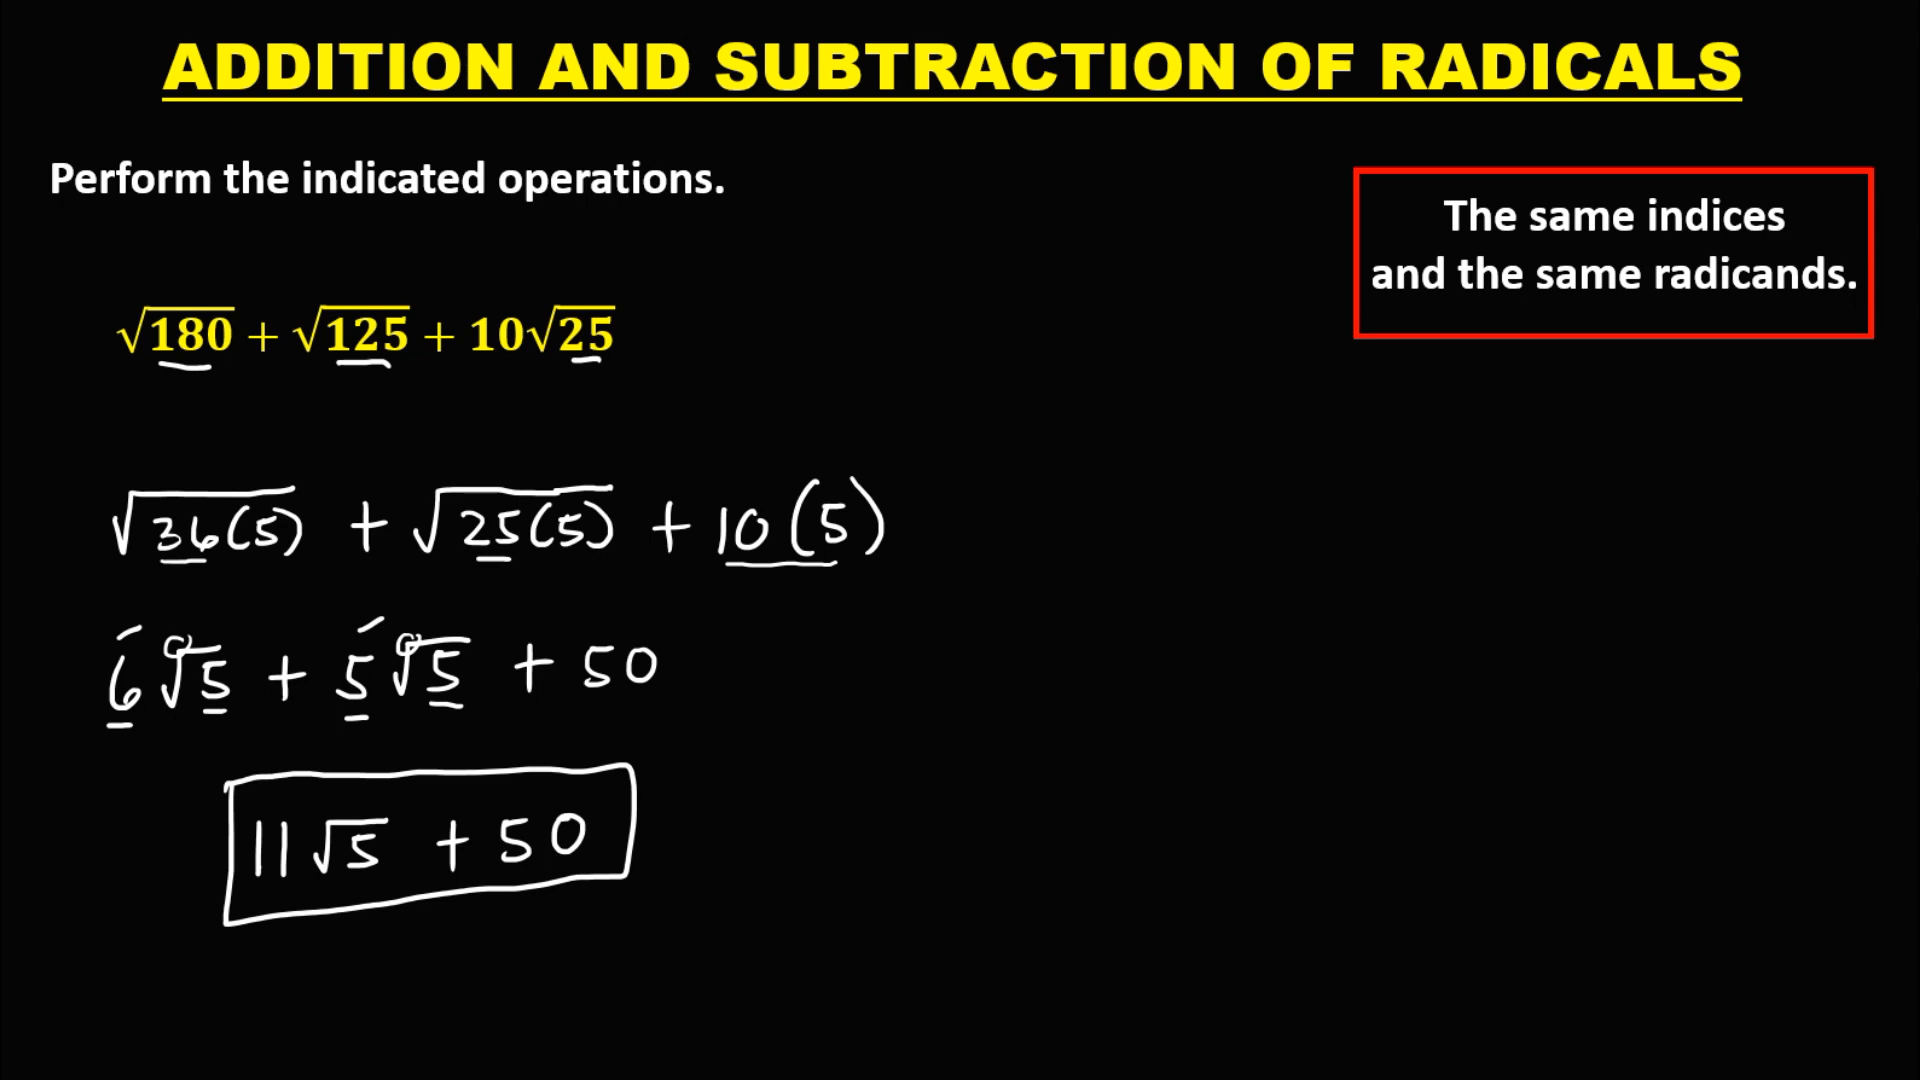 ADDITION AND SUBTRACTION OF RADICALS
Perform the indicated operations.
The same indices
and the same radicands.
√180 + √125 + 10√25
√36(5) + √25(5) + 10(5)
6√5 + 5√5 + 50
11√5 + 50